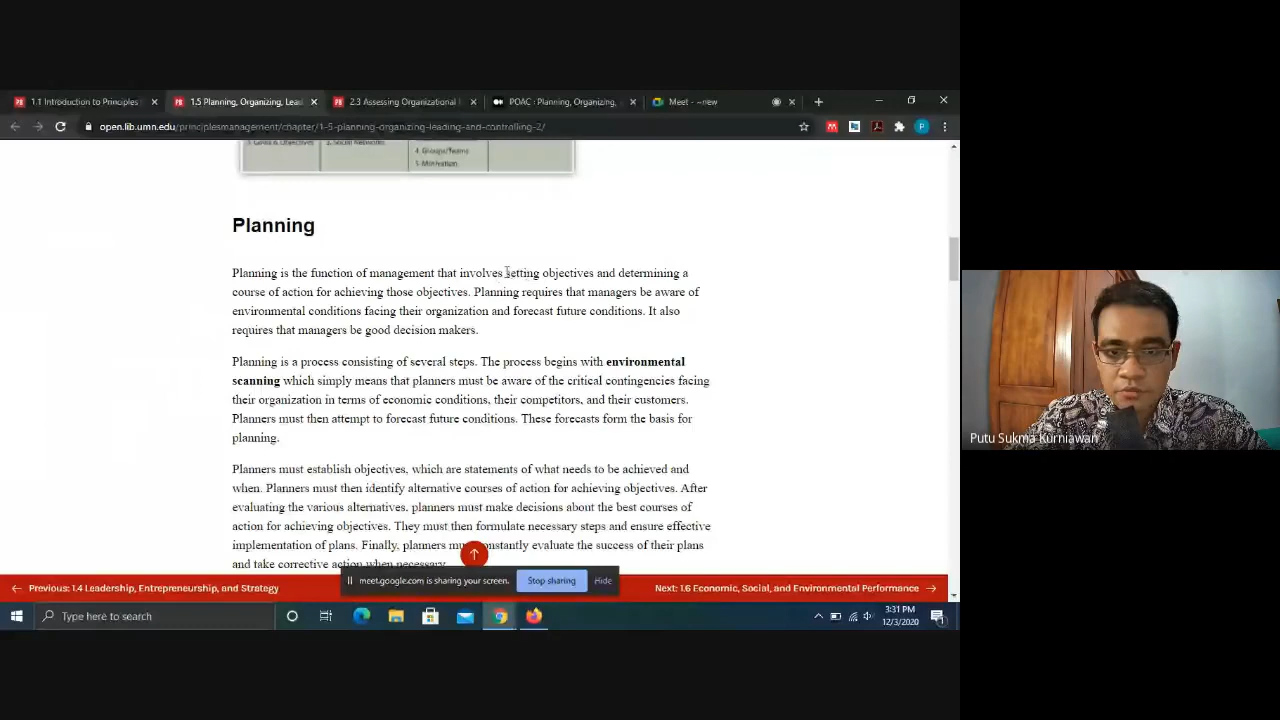 1.1 Introduction to Principles
1.5 Planning, Organizing, Lea
2.3 Assessing Organizational
POAC : Planning, Organizing,
Meet - ~new
open.lib.umn.edu/principlesmanagement/chapter/1-5-planning-organizing-leading-and-controlling-2/
P
4. Groups/Teams
5. Motivation
Planning
Planning is the function of management that involves setting objectives and determining a
course of action for achieving those objectives. Planning requires that managers be aware of
environmental conditions facing their organization and forecast future conditions. It also
requires that managers be good decision makers.
Planning is a process consisting of several steps. The process begins with environmental
scanning which simply means that planners must be aware of the critical contingencies facing
their organization in terms of economic conditions, their competitors, and their customers.
Planners must then attempt to forecast future conditions. These forecasts form the basis for
planning.
Planners must establish objectives, which are statements of what needs to be achieved and
when. Planners must then identify alternative courses of action for achieving objectives. After
evaluating the various alternatives, planners must make decisions about the best courses of
action for achieving objectives. They must then formulate necessary steps and ensure effective
implementation of plans. Finally, planners must constantly evaluate the success of their plans
and take corrective action when necessary.
meet.google.com is sharing your screen.
Stop sharing
Hide
Previous: 1.4 Leadership, Entrepreneurship, and Strategy
Next: 1.6 Economic, Social, and Environmental Performance
Type here to search
3:31 PM
12/3/2020
Putu Sukma Kurniawan